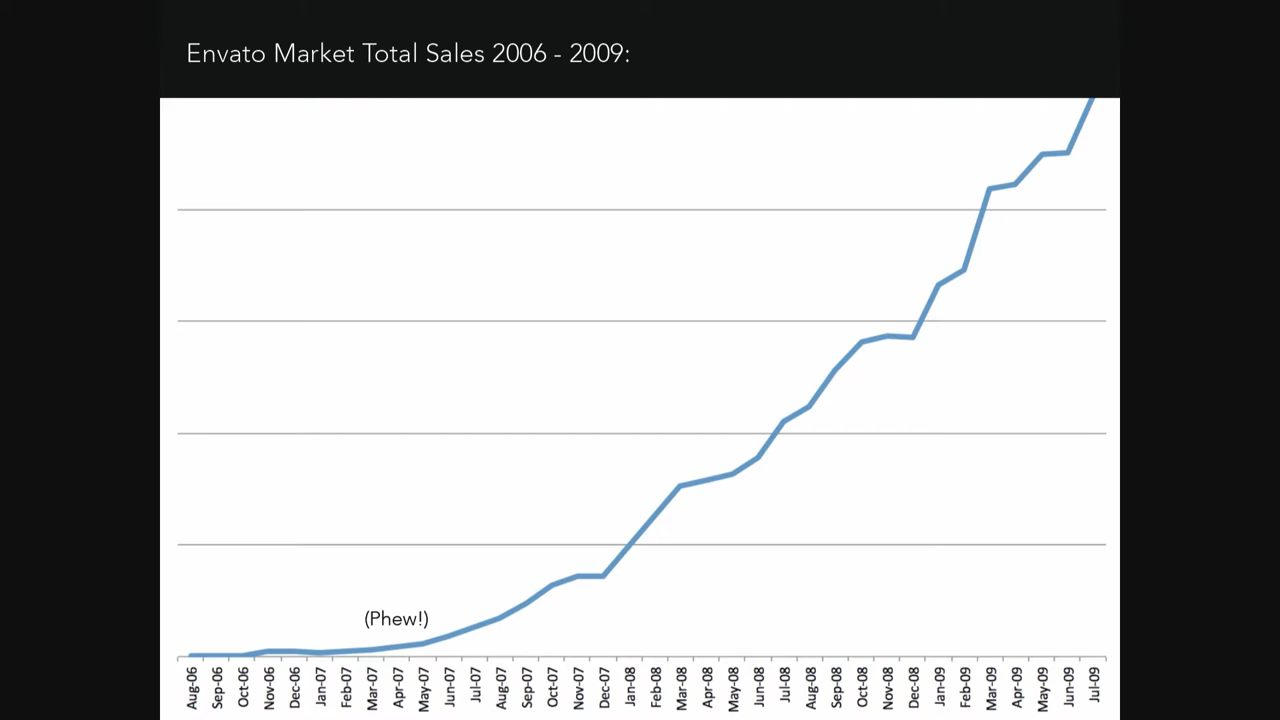 Envato Market Total Sales 2006 - 2009:
(Phew!)
Aug-06
Sep-06
Oct-06
Nov-06
Dec-06
Jan-07
Feb-07
Mar-07
Apr-07
May-07
Jun-07
Jul-07
Aug-07
Sep-07
Oct-07
Nov-07
Dec-07
Jan-08
Feb-08
Mar-08
Apr-08
May-08
Jun-08
Jul-08
Aug-08
Sep-08
Oct-08
Nov-08
Dec-08
Jan-09
Feb-09
Mar-09
Apr-09
May-09
Jun-09
Jul-09